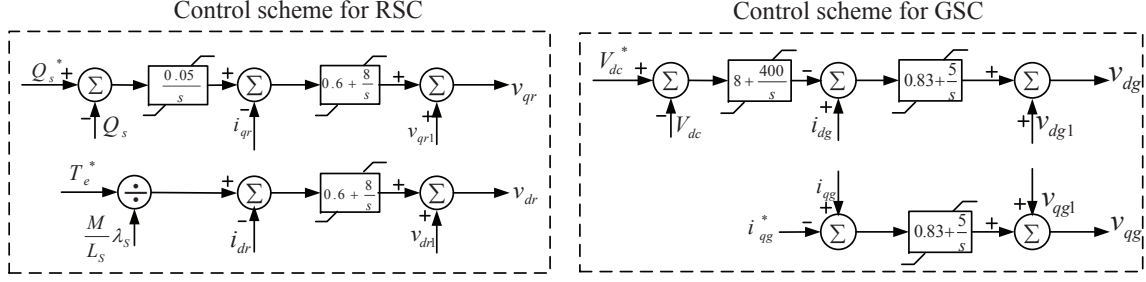 Control scheme for RSC
Q_s^* + Σ 0.05/s + Σ 0.6 + 8/s + Σ v_qr
− Q_s − i_qr + v_qr1
T_e^* ÷ + Σ 0.6 + 8/s + Σ v_dr
M/L_S λ_S − i_dr + v_dr1
Control scheme for GSC
V_dc^* + Σ 8 + 400/s − Σ 0.83 + 5/s + Σ v_dg
− V_dc + i_dg + v_dg1
i_qg + + v_qg1
i_qg^* − Σ 0.83 + 5/s + Σ v_qg